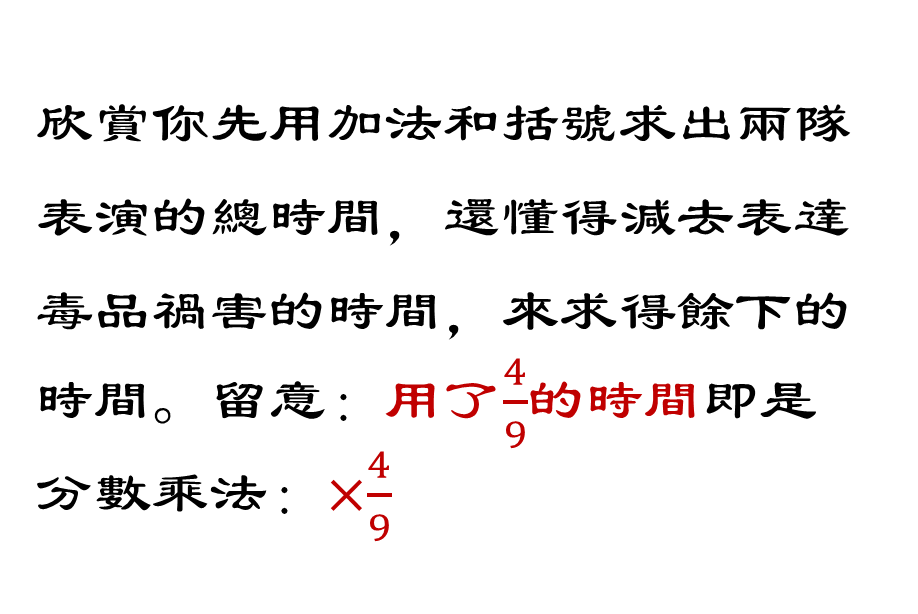 欣賞你先用加法和括號求出兩隊
表演的總時間，還懂得減去表達
毒品禍害的時間，來求得餘下的
時間。留意：用了4/9的時間即是
分數乘法：×4/9